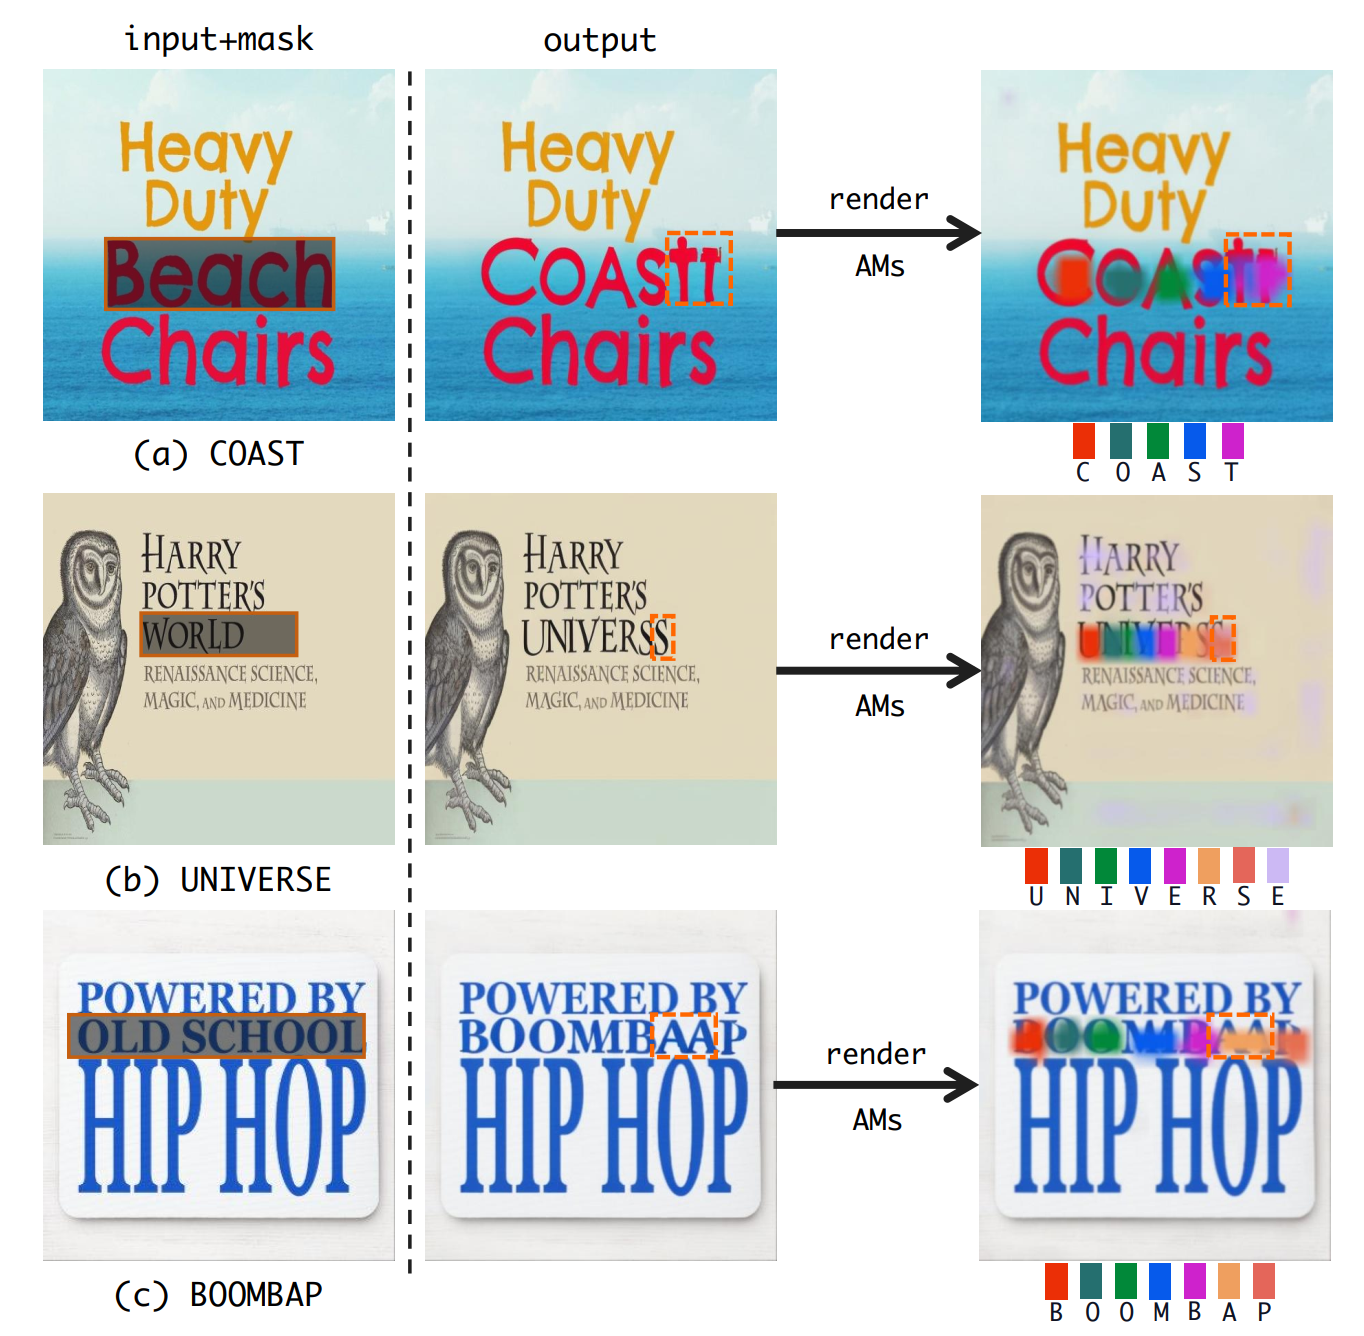 input+mask
output
Heavy
Duty
Beach
Chairs
Heavy
Duty
COAStt
Chairs
render
AMs
Heavy
Duty
COAStt
Chairs
(a) COAST
C O A S T
HARRY
POTTER'S
WORLD
RENAISSANCE SCIENCE,
MAGIC, AND MEDICINE
HARRY
POTTER'S
UNIVERSS
RENAISSANCE SCIENCE,
MAGIC, AND MEDICINE
render
AMs
HARRY
POTTER'S
UNIVERSS
RENAISSANCE SCIENCE,
MAGIC, AND MEDICINE
(b) UNIVERSE
U N I V E R S E
POWERED BY
OLD SCHOOL
HIP HOP
POWERED BY
BOOMBAAP
HIP HOP
render
AMs
POWERED BY
BOOMBAAP
HIP HOP
(c) BOOMBAP
B O O M B A P